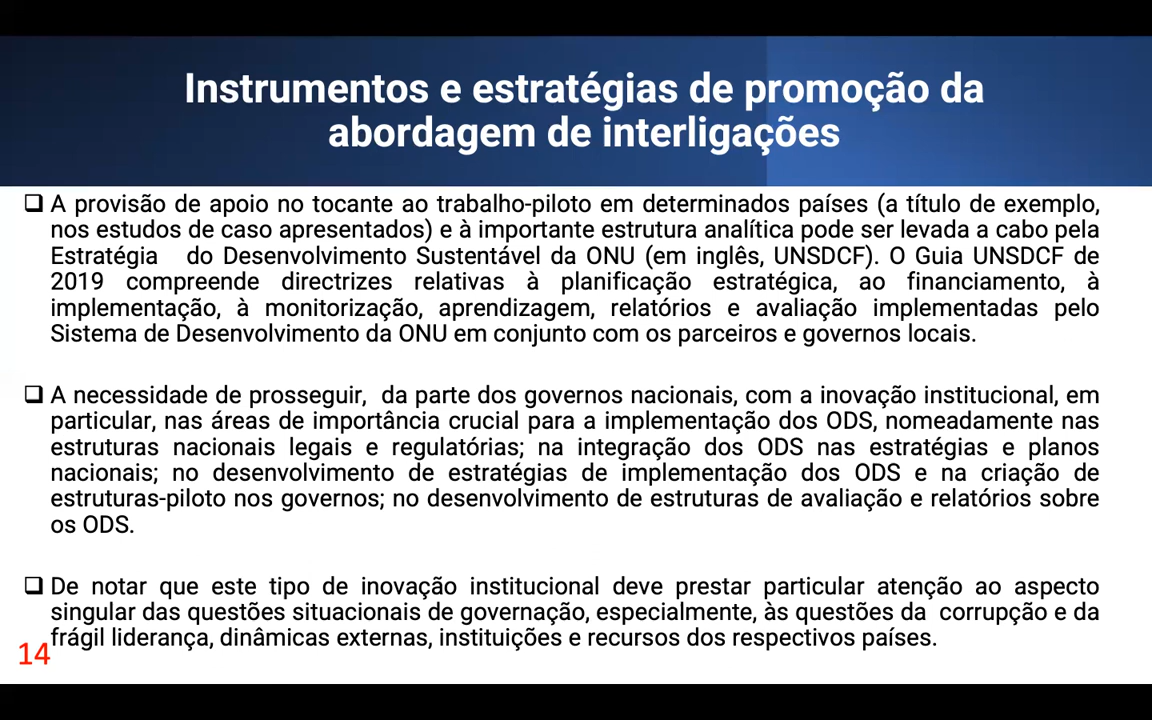 Instrumentos e estratégias de promoção da
abordagem de interligações
❑ A provisão de apoio no tocante ao trabalho-piloto em determinados países (a título de exemplo,
nos estudos de caso apresentados) e à importante estrutura analítica pode ser levada a cabo pela
Estratégia do Desenvolvimento Sustentável da ONU (em inglês, UNSDCF). O Guia UNSDCF de
2019 compreende directrizes relativas à planificação estratégica, ao financiamento, à
implementação, à monitorização, aprendizagem, relatórios e avaliação implementadas pelo
Sistema de Desenvolvimento da ONU em conjunto com os parceiros e governos locais.
❑ A necessidade de prosseguir, da parte dos governos nacionais, com a inovação institucional, em
particular, nas áreas de importância crucial para a implementação dos ODS, nomeadamente nas
estruturas nacionais legais e regulatórias; na integração dos ODS nas estratégias e planos
nacionais; no desenvolvimento de estratégias de implementação dos ODS e na criação de
estruturas-piloto nos governos; no desenvolvimento de estruturas de avaliação e relatórios sobre
os ODS.
❑ De notar que este tipo de inovação institucional deve prestar particular atenção ao aspecto
singular das questões situacionais de governação, especialmente, às questões da corrupção e da
frágil liderança, dinâmicas externas, instituições e recursos dos respectivos países.
14